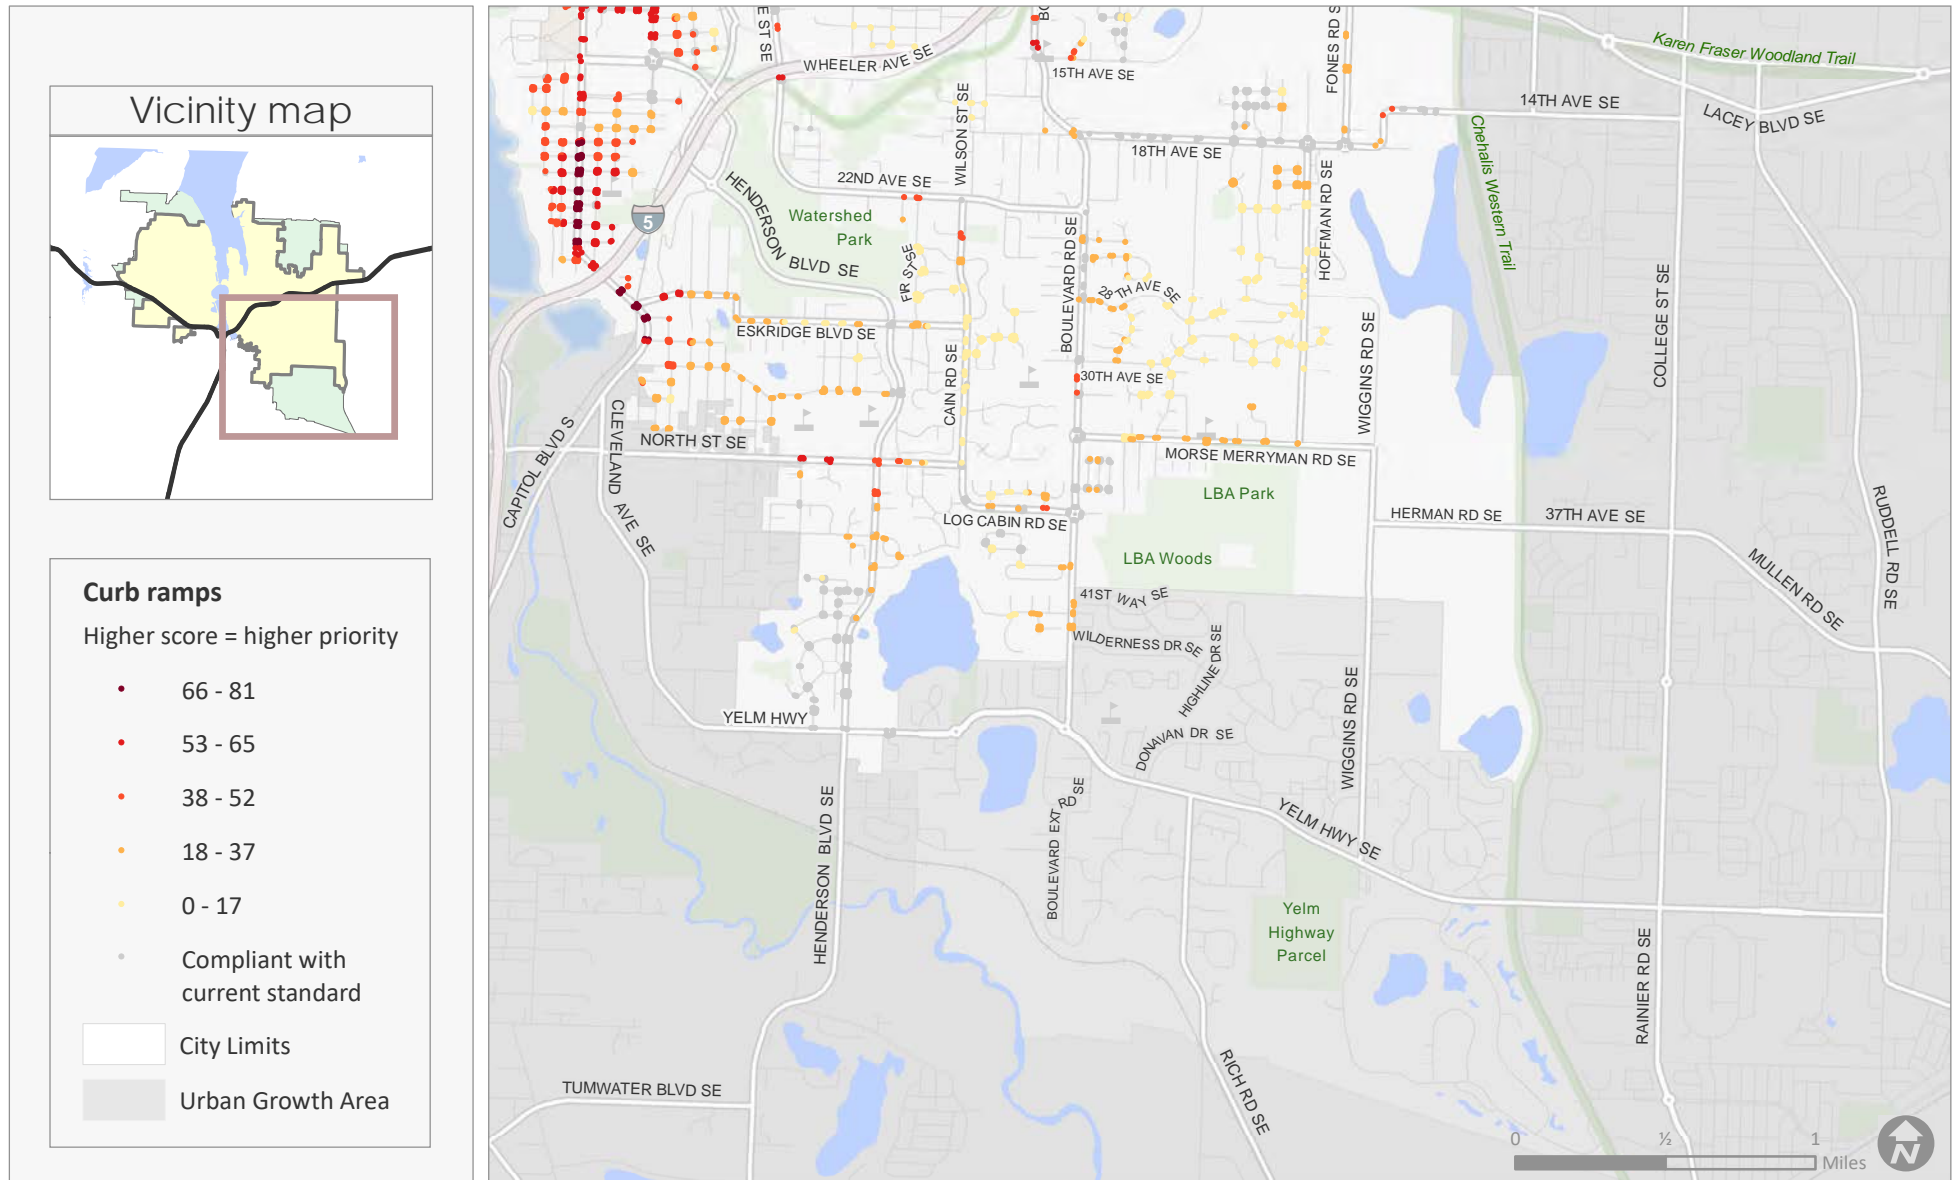 Vicinity map
Curb ramps
Higher score = higher priority
66 - 81
53 - 65
38 - 52
18 - 37
0 - 17
Compliant with
current standard
City Limits
Urban Growth Area
E ST SE
WHEELER AVE SE
BO
15TH AVE SE
FONES RD S
Karen Fraser Woodland Trail
14TH AVE SE
LACEY BLVD SE
Chehalis Western Trail
WILSON ST SE
18TH AVE SE
22ND AVE SE
HENDERSON BLVD SE
Watershed
Park
5
FIR ST SE
BOULEVARD RD SE
HOFFMAN RD SE
28TH AVE SE
COLLEGE ST SE
WIGGINS RD SE
ESKRIDGE BLVD SE
CAIN RD SE
30TH AVE SE
CAPITOL BLVD S
CLEVELAND AVE SE
NORTH ST SE
MORSE MERRYMAN RD SE
LBA Park
LOG CABIN RD SE
HERMAN RD SE
37TH AVE SE
RUDDELL RD SE
MULLEN RD SE
LBA Woods
41ST WAY SE
WILDERNESS DR SE
HIGHLINE DR SE
YELM HWY
DONAVAN DR SE
WIGGINS RD SE
HENDERSON BLVD SE
BOULEVARD EXT RD SE
YELM HWY SE
Yelm
Highway
Parcel
RAINIER RD SE
RICH RD SE
TUMWATER BLVD SE
0 ½ 1
Miles
N